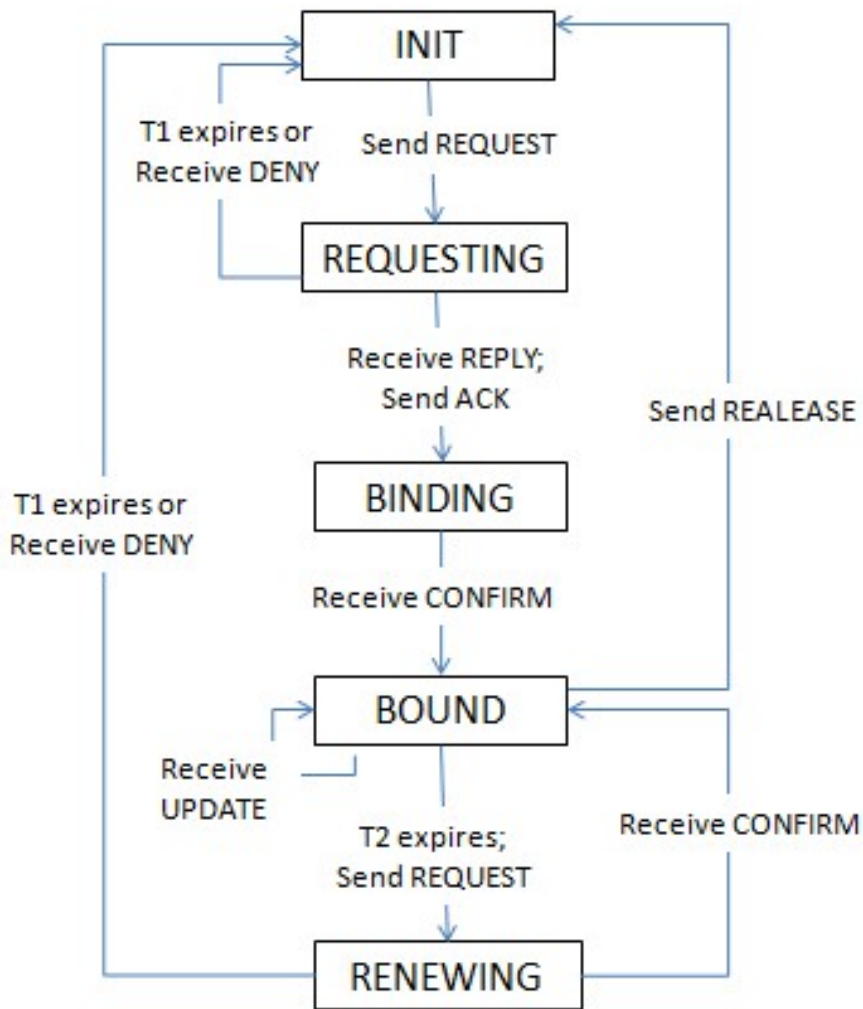 INIT
T1 expires or
Receive DENY
Send REQUEST
REQUESTING
Receive REPLY;
Send ACK
Send REALEASE
BINDING
T1 expires or
Receive DENY
Receive CONFIRM
BOUND
Receive
UPDATE
T2 expires;
Send REQUEST
Receive CONFIRM
RENEWING